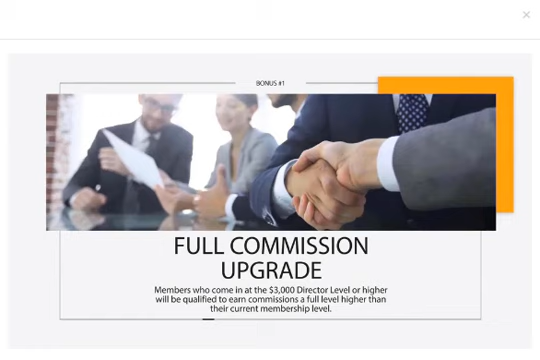 BONUS #1
FULL COMMISSION
UPGRADE
Members who come in at the $3,000 Director Level or higher
will be qualified to earn commissions a full level higher than
their current membership level.